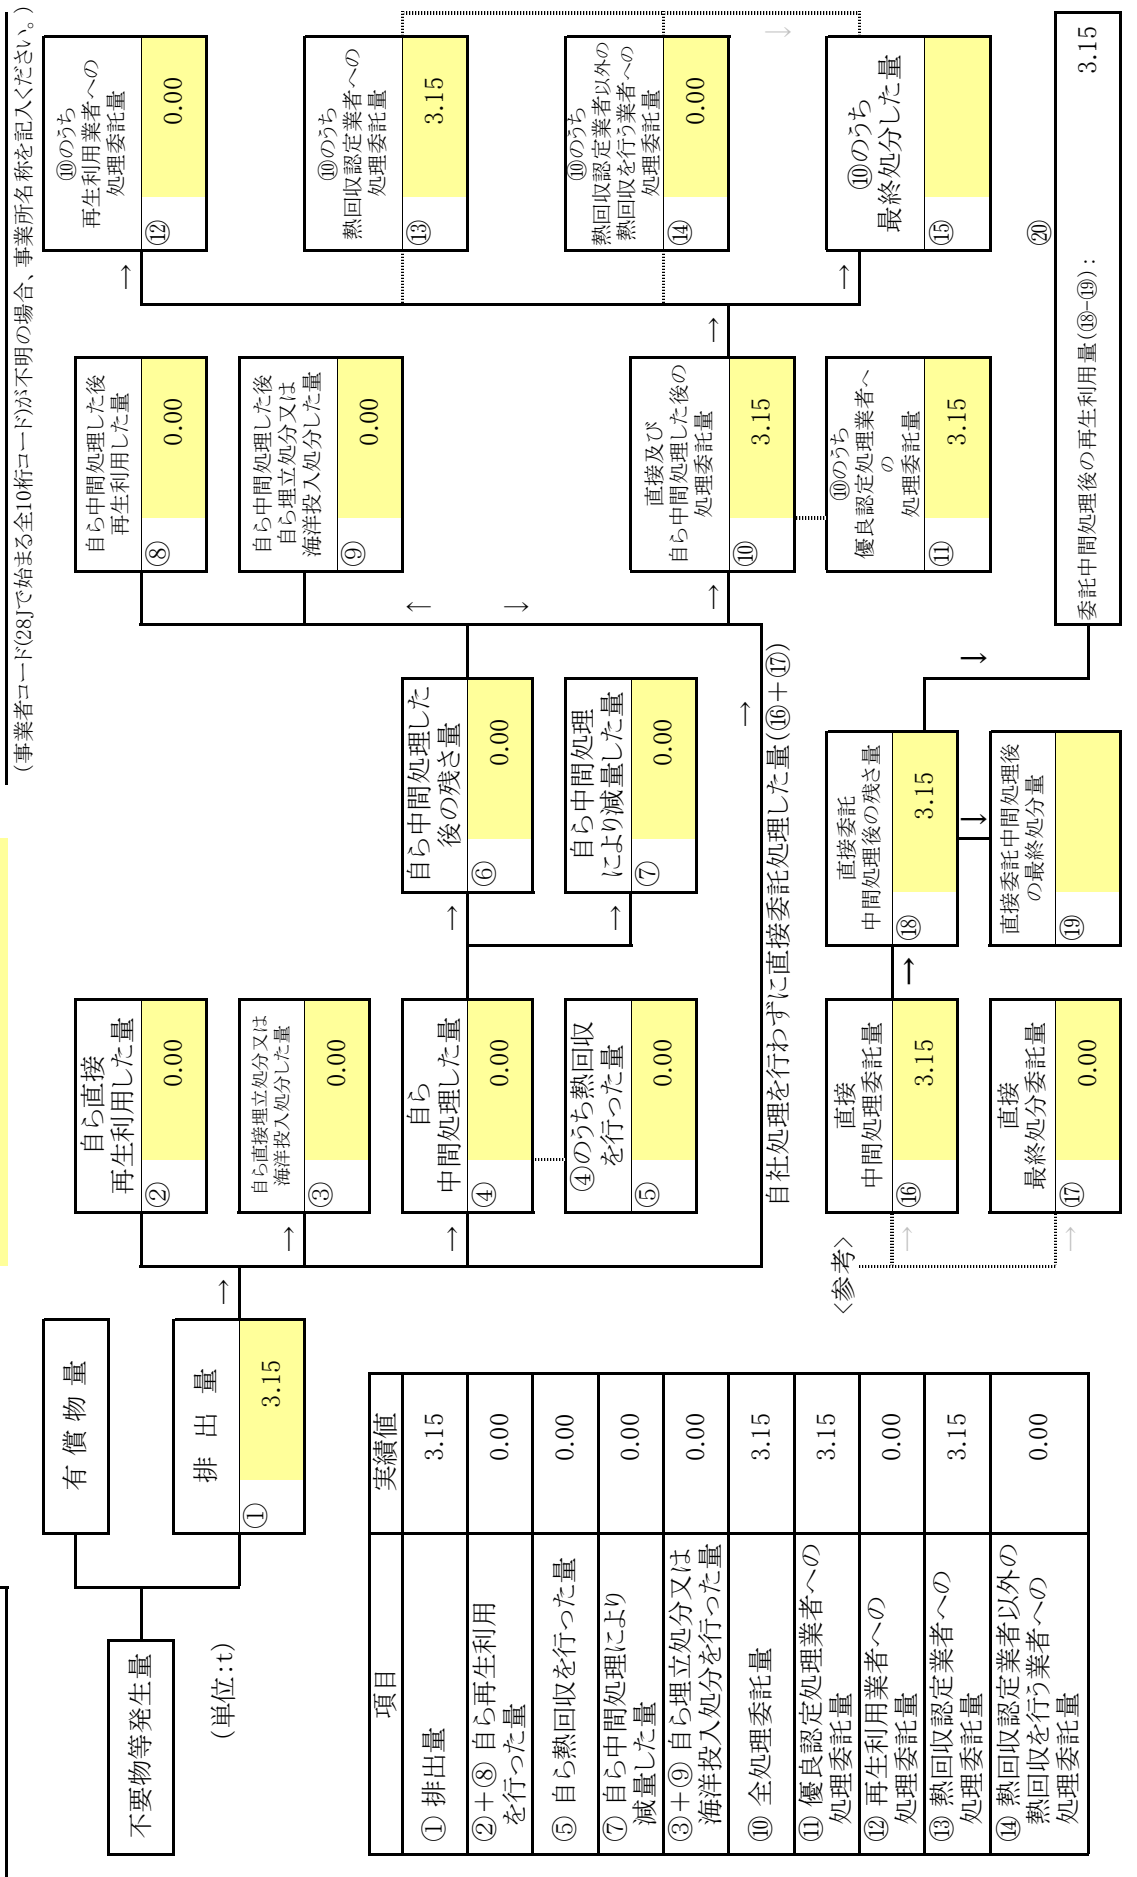 (事業者コード(28J)で始まる全10桁コード)が不明の場合、事業所名称を記入ください。)
不要物等発生量
(単位:t)
有 償 物 量
排 出 量
①
3.15
自ら直接
再生利用した量
②
0.00
自ら直接埋立処分又は
海洋投入処分した量
③
0.00
自ら
中間処理した量
④
0.00
④のうち熱回収
を行った量
⑤
0.00
自ら中間処理した
後の残さ量
⑥
0.00
自ら中間処理
により減量した量
⑦
0.00
自ら中間処理した後
再生利用した量
⑧
0.00
自ら中間処理した後
自ら埋立処分又は
海洋投入処分した量
⑨
0.00
直接及び
自ら中間処理した後の
処理委託量
⑩
3.15
⑩のうち
優良認定処理業者へ
の
処理委託量
⑪
3.15
⑩のうち
再生利用業者への
処理委託量
⑫
0.00
⑩のうち
熱回収認定業者への
処理委託量
⑬
3.15
⑩のうち
熱回収認定業者以外の
熱回収を行う業者への
処理委託量
⑭
0.00
⑩のうち
最終処分した量
⑮
自社処理を行わずに直接委託処理した量(⑯+⑰)
<参考>
直接
中間処理委託量
⑯
3.15
直接
最終処分委託量
⑰
0.00
直接委託
中間処理後の残さ量
⑱
3.15
直接委託中間処理後
の最終処分量
⑲
⑳
委託中間処理後の再生利用量(⑱-⑲): 3.15
項目 実績値
① 排出量 3.15
②+⑧ 自ら再生利用
を行った量 0.00
⑤ 自ら熱回収を行った量 0.00
⑦ 自ら中間処理により
減量した量 0.00
③+⑨ 自ら埋立処分又は
海洋投入処分を行った量 0.00
⑩ 全処理委託量 3.15
⑪ 優良認定処理業者への
処理委託量 3.15
⑫ 再生利用業者への
処理委託量 0.00
⑬ 熱回収認定業者への
処理委託量 3.15
⑭ 熱回収認定業者以外の
熱回収を行う業者への
処理委託量 0.00